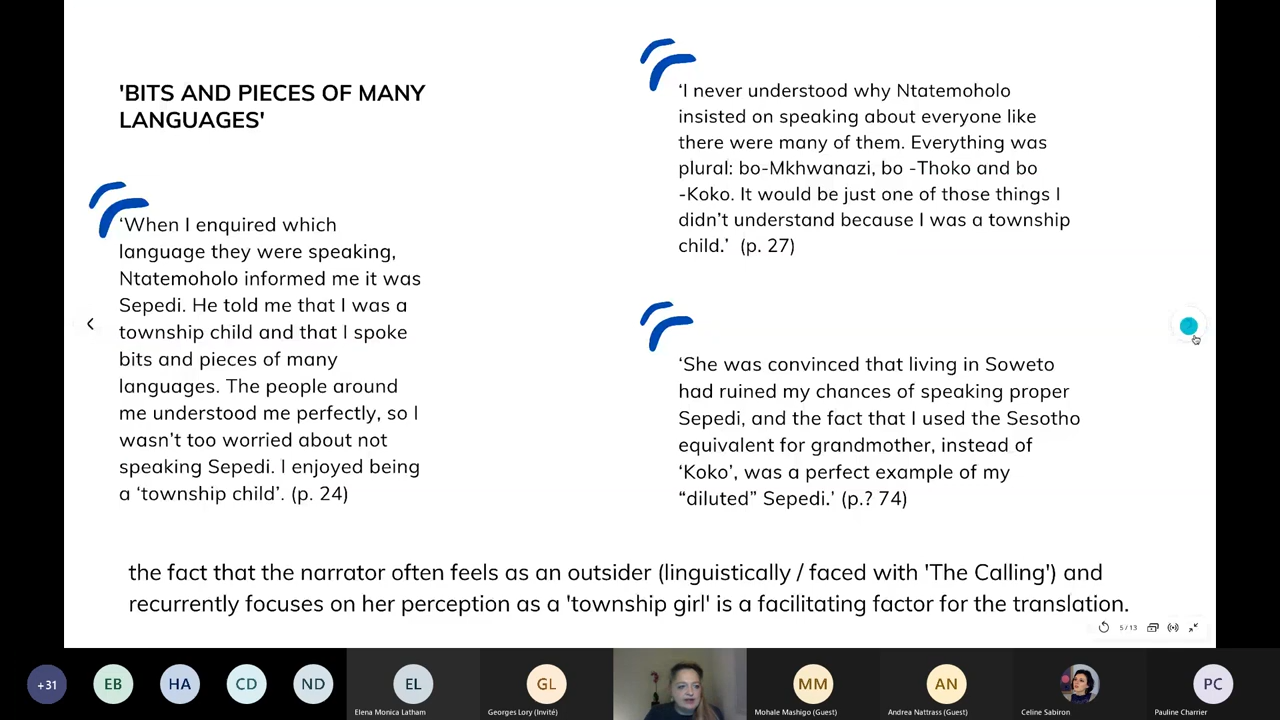 'BITS AND PIECES OF MANY
LANGUAGES'
‘When I enquired which
language they were speaking,
Ntatemoholo informed me it was
Sepedi. He told me that I was a
township child and that I spoke
bits and pieces of many
languages. The people around
me understood me perfectly, so I
wasn’t too worried about not
speaking Sepedi. I enjoyed being
a ‘township child’. (p. 24)
‘I never understood why Ntatemoholo
insisted on speaking about everyone like
there were many of them. Everything was
plural: bo-Mkhwanazi, bo -Thoko and bo
-Koko. It would be just one of those things I
didn’t understand because I was a township
child.’ (p. 27)
‘She was convinced that living in Soweto
had ruined my chances of speaking proper
Sepedi, and the fact that I used the Sesotho
equivalent for grandmother, instead of
‘Koko’, was a perfect example of my
“diluted” Sepedi.’ (p.? 74)
the fact that the narrator often feels as an outsider (linguistically / faced with 'The Calling') and
recurrently focuses on her perception as a 'township girl' is a facilitating factor for the translation.
5 / 13
+31
EB
HA
CD
ND
EL
Elena Monica Latham
GL
Georges Lory (Invité)
MM
Mohale Mashigo (Guest)
AN
Andrea Nattrass (Guest)
Celine Sabiron
PC
Pauline Charrier